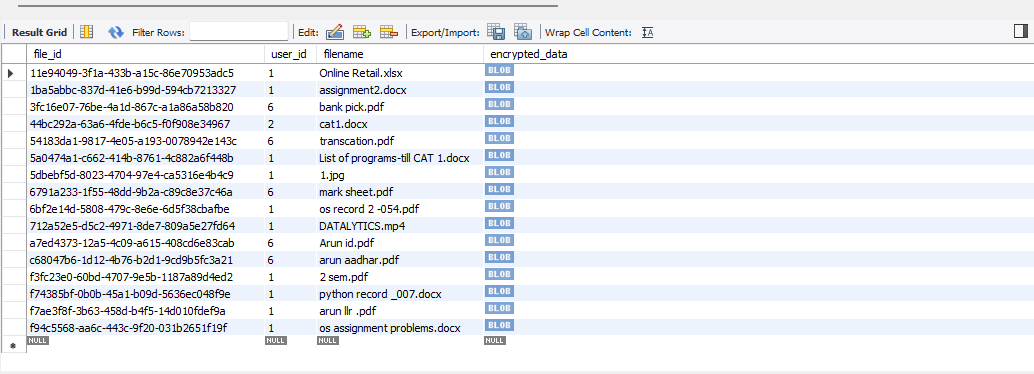 Result Grid Filter Rows: Edit: Export/Import: Wrap Cell Content:
file_id user_id filename encrypted_data
11e94049-3f1a-433b-a15c-86e70953adc5 1 Online Retail.xlsx BLOB
1ba5abbc-837d-41e6-b99d-594cb7213327 1 assignment2.docx BLOB
3fc16e07-76be-4a1d-867c-a1a86a58b820 6 bank pick.pdf BLOB
44bc292a-63a6-4fde-b6c5-f0f908e34967 2 cat1.docx BLOB
54183da1-9817-4e05-a193-0078942e143c 6 transcation.pdf BLOB
5a0474a1-c662-414b-8761-4c882a6f448b 1 List of programs-till CAT 1.docx BLOB
5dbebf5d-8023-4704-97e4-ca5316e4b4c9 1 1.jpg BLOB
6791a233-1f55-48dd-9b2a-c89c8e37c46a 6 mark sheet.pdf BLOB
6bf2e14d-5808-479c-8e6e-6d5f38cbafbe 1 os record 2 -054.pdf BLOB
712a52e5-d5c2-4971-8de7-809a5e27fd64 1 DATALYTICS.mp4 BLOB
a7ed4373-12a5-4c09-a615-408cd6e83cab 6 Arun id.pdf BLOB
c68047b6-1d12-4b76-b2d1-9cd9b5fc3a21 6 arun aadhar.pdf BLOB
f3fc23e0-60bd-4707-9e5b-1187a89d4ed2 1 2 sem.pdf BLOB
f74385bf-0b0b-45a1-b09d-5636ec048f9e 1 python record _007.docx BLOB
f7ae3f8f-3b63-458d-b4f5-14d010fdef9a 1 arun llr .pdf BLOB
f94c5568-aa6c-443c-9f20-031b2651f19f 1 os assignment problems.docx BLOB
NULL NULL NULL NULL